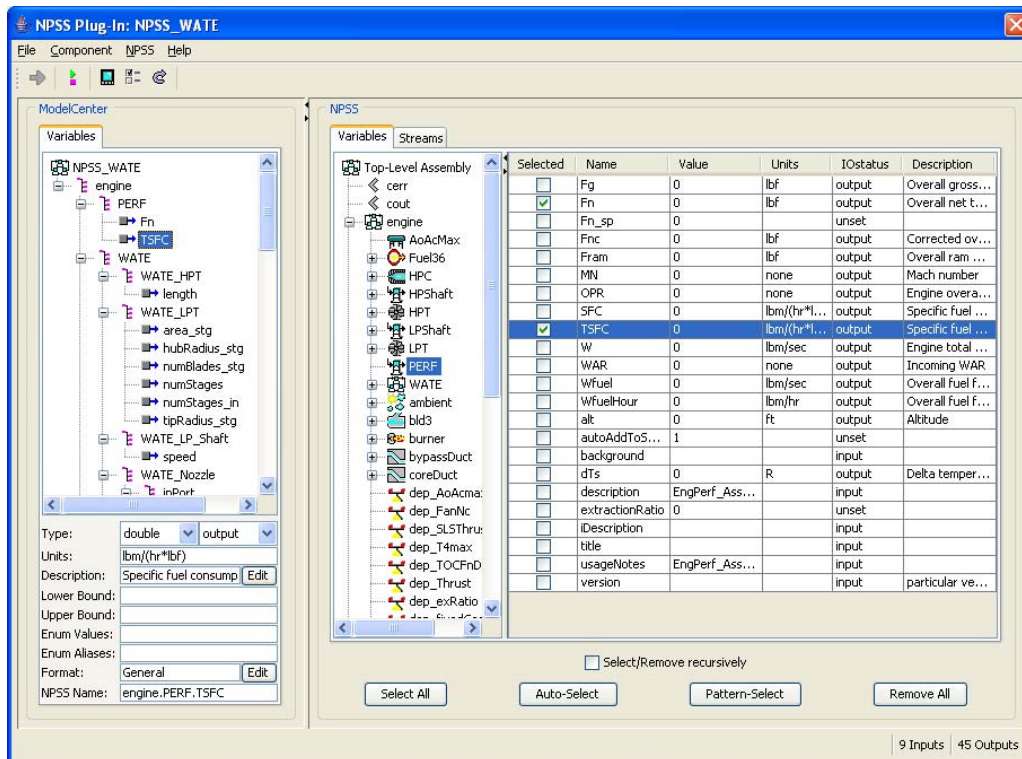 NPSS Plug-In: NPSS_WATE
File Component NPSS Help
ModelCenter
Variables
NPSS_WATE
engine
PERF
Fn
TSFC
WATE
WATE_HPT
length
WATE_LPT
area_stg
hubRadius_stg
numBlades_stg
numStages
numStages_in
tipRadius_stg
WATE_LP_Shaft
speed
WATE_Nozzle
inPort
Type: double output
Units: lbm/(hr*lbf)
Description: Specific fuel consump Edit
Lower Bound:
Upper Bound:
Enum Values:
Enum Aliases:
Format: General Edit
NPSS Name: engine.PERF.TSFC
NPSS
Variables Streams
Top-Level Assembly
cerr
cout
engine
AoAcMax
Fuel36
HPC
HPShaft
HPT
LPShaft
LPT
PERF
WATE
ambient
bld3
burner
bypassDuct
coreDuct
dep_AoAcma
dep_FanNc
dep_SLSThru
dep_T4max
dep_TOCFnD
dep_Thrust
dep_exRatio
Selected Name Value Units IOstatus Description
Fg 0 lbf output Overall gross...
Fn 0 lbf output Overall net t...
Fn_sp 0 unset
Fnc 0 lbf output Corrected ov...
Fram 0 lbf output Overall ram ...
MN 0 none output Mach number
OPR 0 none output Engine overa...
SFC 0 lbm/(hr*l... output Specific fuel ...
TSFC 0 lbm/(hr*l... output Specific fuel ...
W 0 lbm/sec output Engine total ...
WAR 0 none output Incoming WAR
Wfuel 0 lbm/sec output Overall fuel f...
WfuelHour 0 lbm/hr output Overall fuel f...
alt 0 ft output Altitude
autoAddToS... 1 unset
background input
dTs 0 R output Delta temper...
description EngPerf_Ass... input
extractionRatio 0 unset
iDescription input
title input
usageNotes EngPerf_Ass... input
version input particular ve...
Select/Remove recursively
Select All Auto-Select Pattern-Select Remove All
9 Inputs 45 Outputs